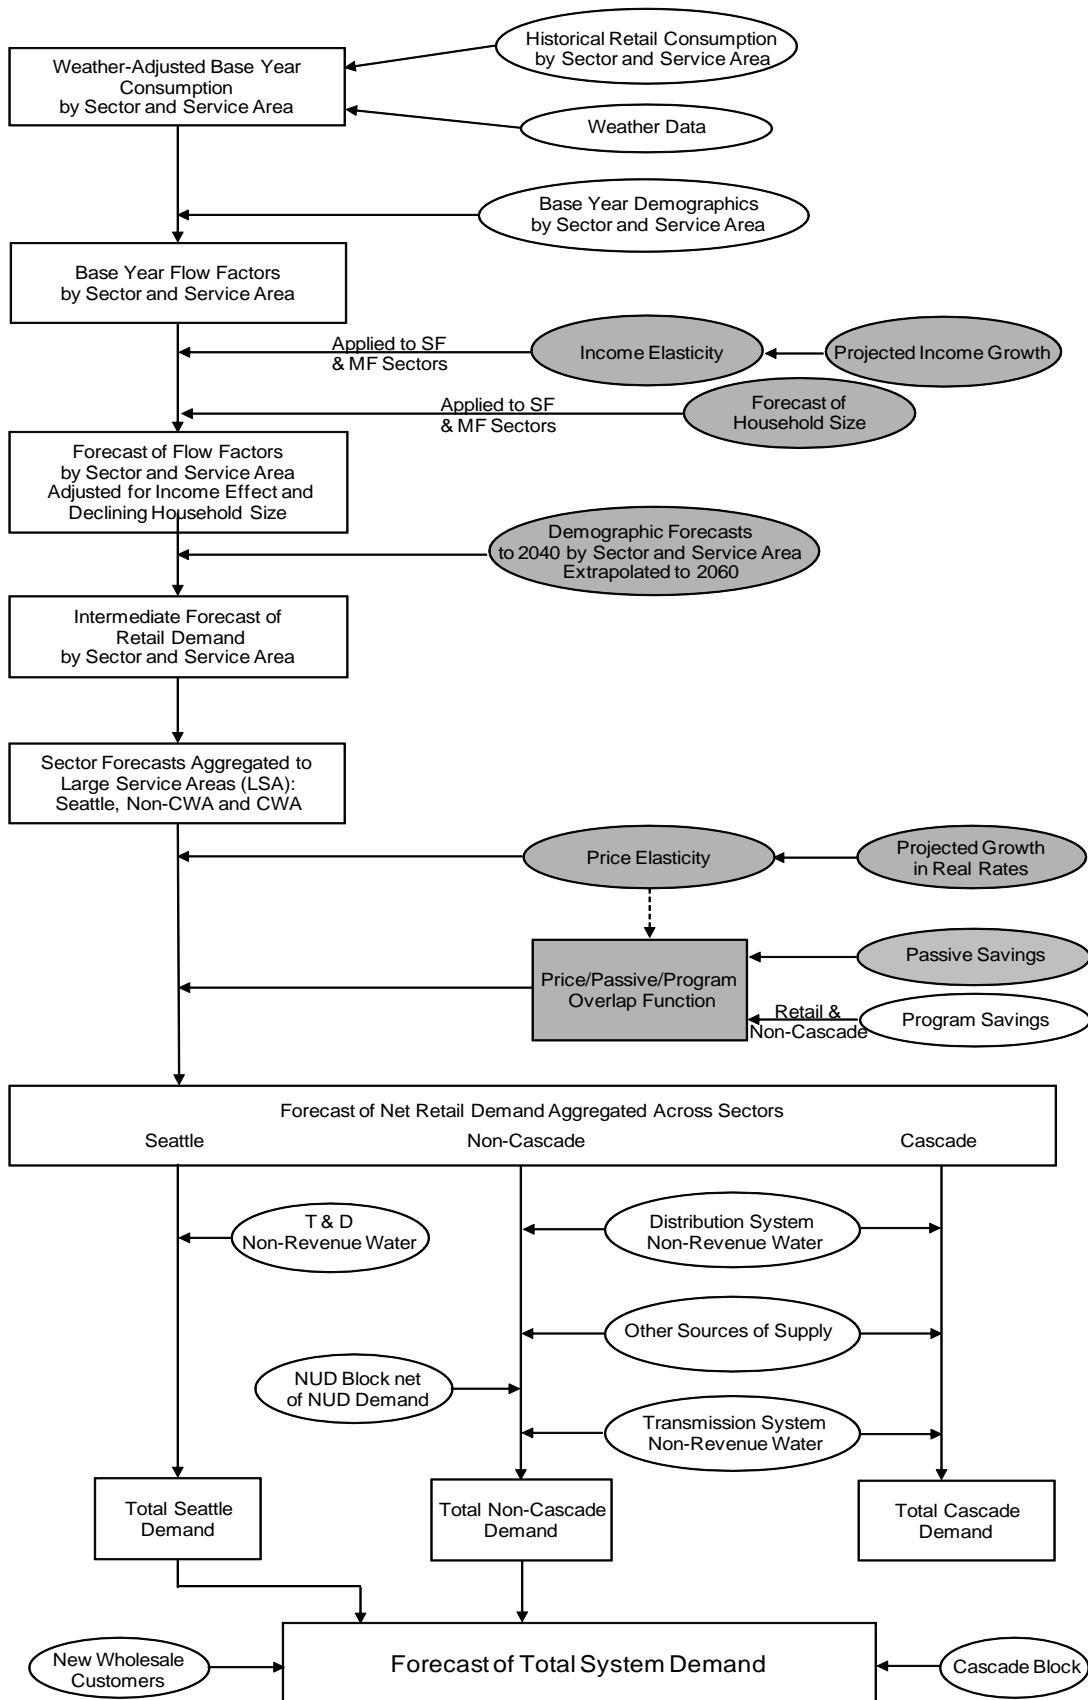 Historical Retail Consumption
by Sector and Service Area
Weather-Adjusted Base Year
Consumption
by Sector and Service Area
Weather Data
Base Year Demographics
by Sector and Service Area
Base Year Flow Factors
by Sector and Service Area
Applied to SF
& MF Sectors
Income Elasticity
Projected Income Growth
Applied to SF
& MF Sectors
Forecast of
Household Size
Forecast of Flow Factors
by Sector and Service Area
Adjusted for Income Effect and
Declining Household Size
Demographic Forecasts
to 2040 by Sector and Service Area
Extrapolated to 2060
Intermediate Forecast of
Retail Demand
by Sector and Service Area
Sector Forecasts Aggregated to
Large Service Areas (LSA):
Seattle, Non-CWA and CWA
Price Elasticity
Projected Growth
in Real Rates
Price/Passive/Program
Overlap Function
Passive Savings
Retail &
Non-Cascade
Program Savings
Forecast of Net Retail Demand Aggregated Across Sectors
Seattle
Non-Cascade
Cascade
T & D
Non-Revenue Water
Distribution System
Non-Revenue Water
Other Sources of Supply
NUD Block net
of NUD Demand
Transmission System
Non-Revenue Water
Total Seattle
Demand
Total Non-Cascade
Demand
Total Cascade
Demand
New Wholesale
Customers
Forecast of Total System Demand
Cascade Block